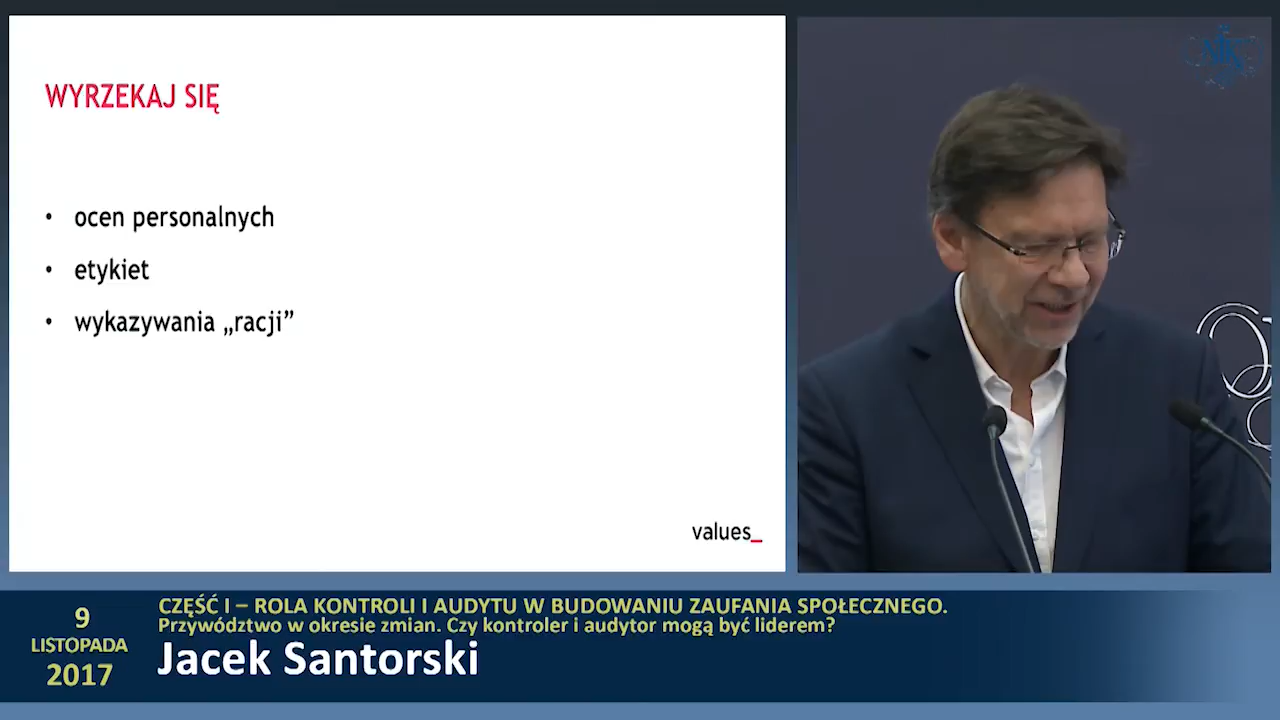 WYRZEKAJ SIĘ
• ocen personalnych
• etykiet
• wykazywania „racji”
values_
NIK
9
LISTOPADA
2017
CZĘŚĆ I – ROLA KONTROLI I AUDYTU W BUDOWANIU ZAUFANIA SPOŁECZNEGO.
Przywództwo w okresie zmian. Czy kontroler i audytor mogą być liderem?
Jacek Santorski